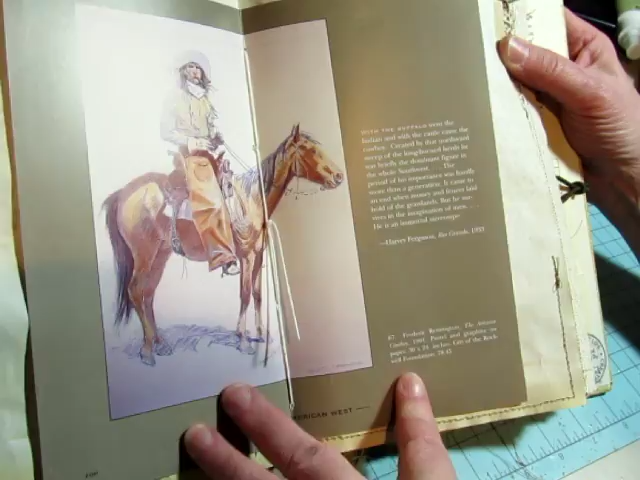 WITH THE BUFFALO went the
Indian and with the cattle came the
cowboy. Created by that northward
sweep of the longhorned herds he
was briefly the dominant figure in
the whole Southwest. . . . The
period of his importance was hardly
more than a generation. It came to
an end when money and fences laid
hold of the grasslands. But he sur-
vives in the imagination of men. . . .
He is an immortal stereotype.
—Harvey Fergusson, Rio Grande, 1933
87 Frederic Remington, The Arizona
Cowboy, 1901. Pastel and graphite on
paper, 30 x 24 inches. Gift of the Rock-
well Foundation. 78.43
AMERICAN WEST